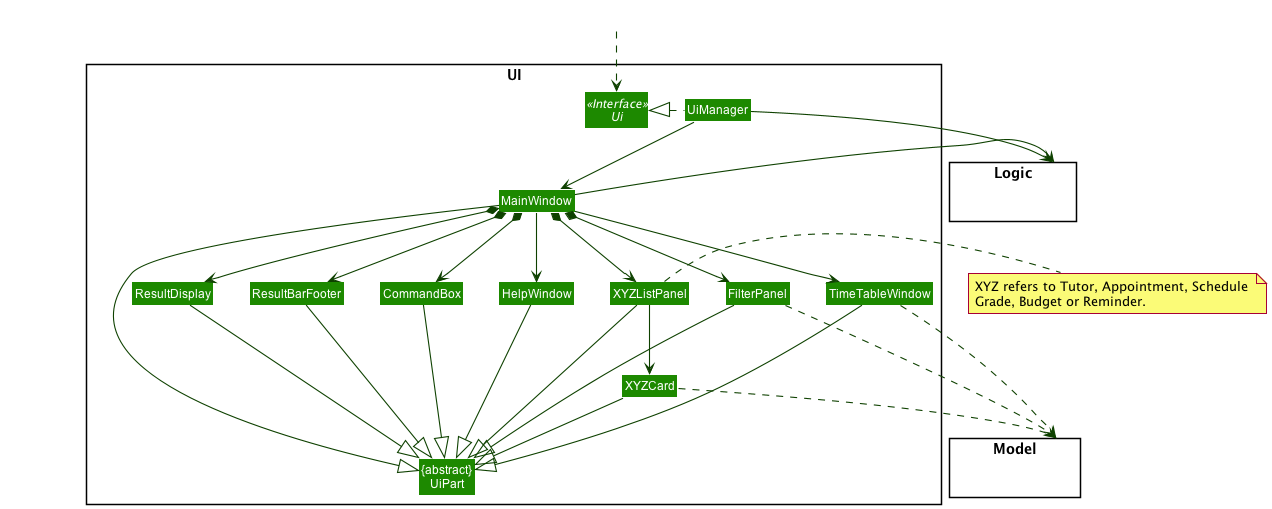 UI
«Interface»
Ui
UiManager
Logic
MainWindow
ResultDisplay
ResultBarFooter
CommandBox
HelpWindow
XYZListPanel
FilterPanel
TimeTableWindow
XYZ refers to Tutor, Appointment, Schedule
Grade, Budget or Reminder.
XYZCard
Model
{abstract}
UiPart